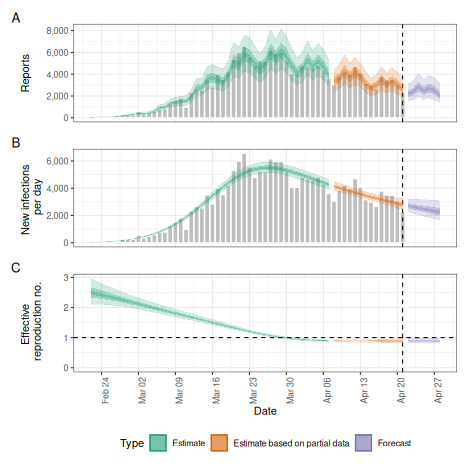 A
Reports
8,000
6,000
4,000
2,000
0
B
New infections
per day
6,000
4,000
2,000
0
C
Effective
reproduction no.
3
2
1
0
Feb 24
Mar 02
Mar 09
Mar 16
Mar 23
Mar 30
Apr 06
Apr 13
Apr 20
Apr 27
Date
Type
Estimate
Estimate based on partial data
Forecast